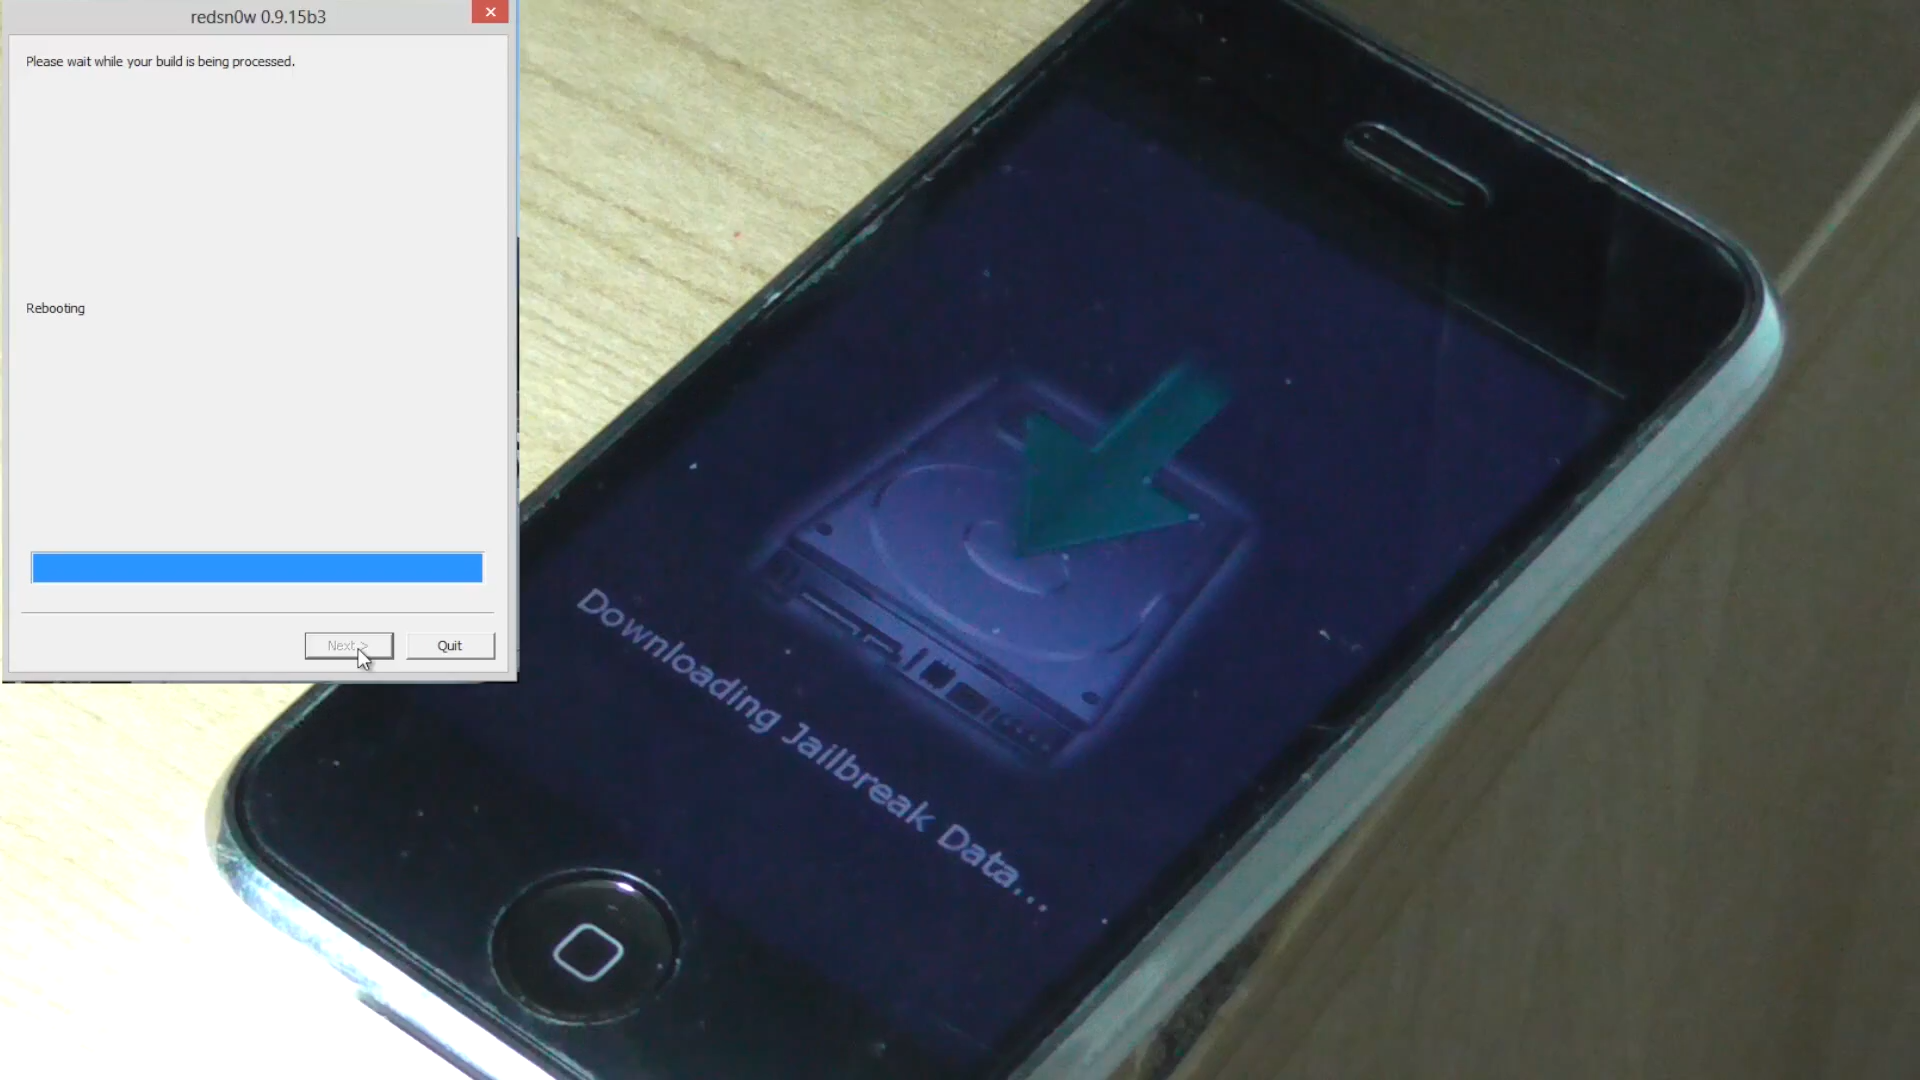 redsn0w 0.9.15b3
Please wait while your build is being processed.
Rebooting
Next >
Quit
Downloading Jailbreak Data...